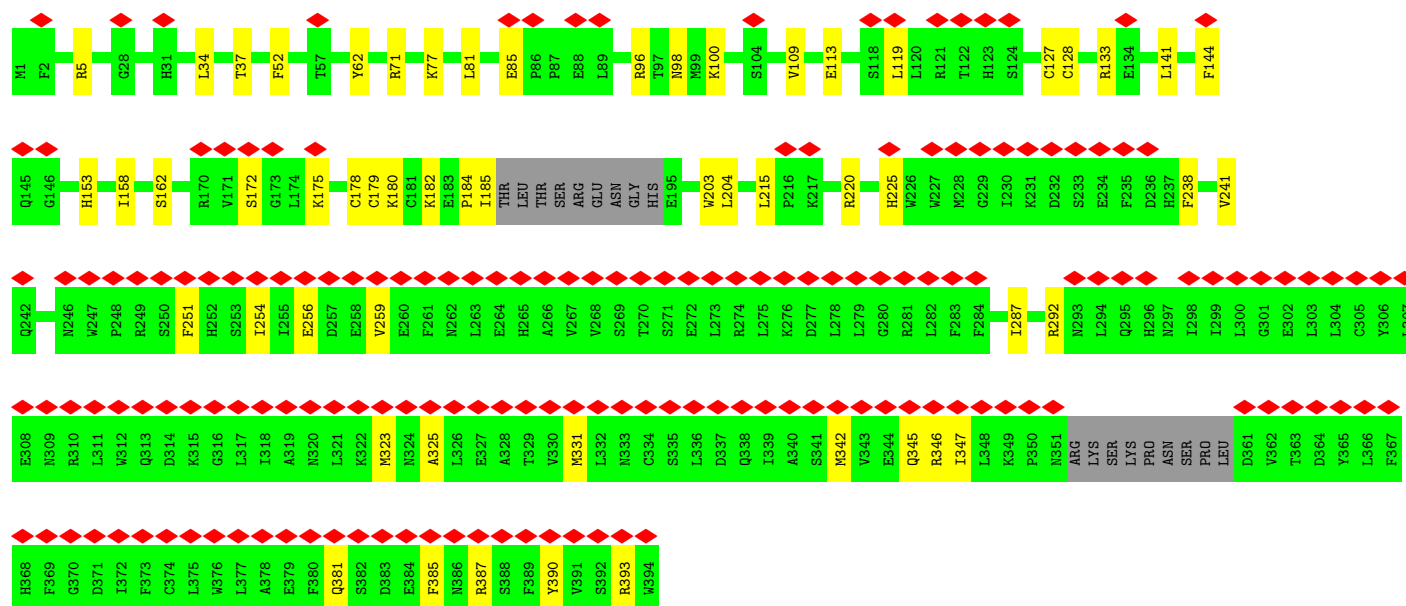 M1 F2 R5 G28 H31 L34 T37 F52 T57 Y62 R71 K77 L81 E85 P86 P87 E88 L89 R96 T97 N98 M99 K100 S104 V109 E113 S118 L119 L120 R121 T122 H123 S124 C127 C128 R133 E134 L141 F144
Q145 G146 H153 I158 S162 R170 V171 S172 G173 L174 K175 C178 C179 K180 C181 K182 E183 P184 I185 THR LEU THR SER ARG GLU ASN GLY HIS E195 W203 L204 L215 P216 K217 R220 H225 W226 W227 M228 G229 I230 K231 D232 S233 E234 F235 D236 H237 F238 V241
Q242 N246 W247 P248 R249 S250 F251 H252 S253 I254 I255 E256 D257 E258 V259 E260 F261 N262 L263 E264 H265 A266 V267 V268 S269 T270 S271 E272 L273 R274 L275 K276 D277 L278 L279 G280 R281 L282 F283 F284 I287 R292 N293 L294 Q295 H296 N297 I298 I299 L300 G301 E302 L303 L304 C305 Y306 L307
E308 N309 R310 L311 W312 Q313 D314 K315 G316 L317 I318 A319 N320 L321 K322 M323 N324 A325 L326 E327 A328 T329 V330 M331 L332 N333 C334 S335 L336 D337 Q338 I339 A340 S341 M342 V343 E344 Q345 R346 I347 L348 K349 P350 N351 ARG LYS SER LYS PRO ASN SER PRO LEU D361 V362 T363 D364 Y365 L366 F367
H368 F369 G370 D371 I372 F373 C374 L375 W376 L377 A378 E379 F380 Q381 S382 D383 E384 F385 N386 R387 S388 F389 Y390 V391 S392 R393 W394